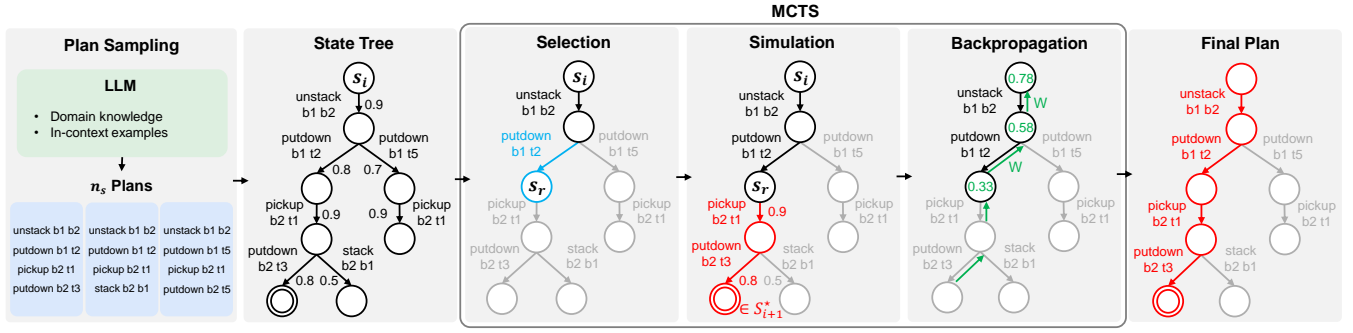 MCTS
Plan Sampling
LLM
• Domain knowledge
• In-context examples
n_s Plans
unstack b1 b2
putdown b1 t2
pickup b2 t1
putdown b2 t3
unstack b1 b2
putdown b1 t2
pickup b2 t1
stack b2 b1
unstack b1 b2
putdown b1 t5
pickup b2 t1
putdown b2 t5
State Tree
s_i
unstack
b1 b2
0.9
putdown
b1 t2
putdown
b1 t5
0.8
0.7
pickup
b2 t1
0.9
0.9
pickup
b2 t1
putdown
b2 t3
stack
b2 b1
0.8
0.5
Selection
s_i
unstack
b1 b2
putdown
b1 t2
putdown
b1 t5
s_r
pickup
b2 t1
pickup
b2 t1
putdown
b2 t3
stack
b2 b1
Simulation
s_i
unstack
b1 b2
putdown
b1 t2
putdown
b1 t5
s_r
pickup
b2 t1
0.9
pickup
b2 t1
putdown
b2 t3
stack
b2 b1
0.8
0.5
∈ S*_{i+1}
Backpropagation
0.78
unstack
b1 b2
W
0.58
putdown
b1 t2
W
putdown
b1 t5
0.33
pickup
b2 t1
pickup
b2 t1
putdown
b2 t3
stack
b2 b1
Final Plan
unstack
b1 b2
putdown
b1 t2
putdown
b1 t5
pickup
b2 t1
pickup
b2 t1
putdown
b2 t3
stack
b2 b1